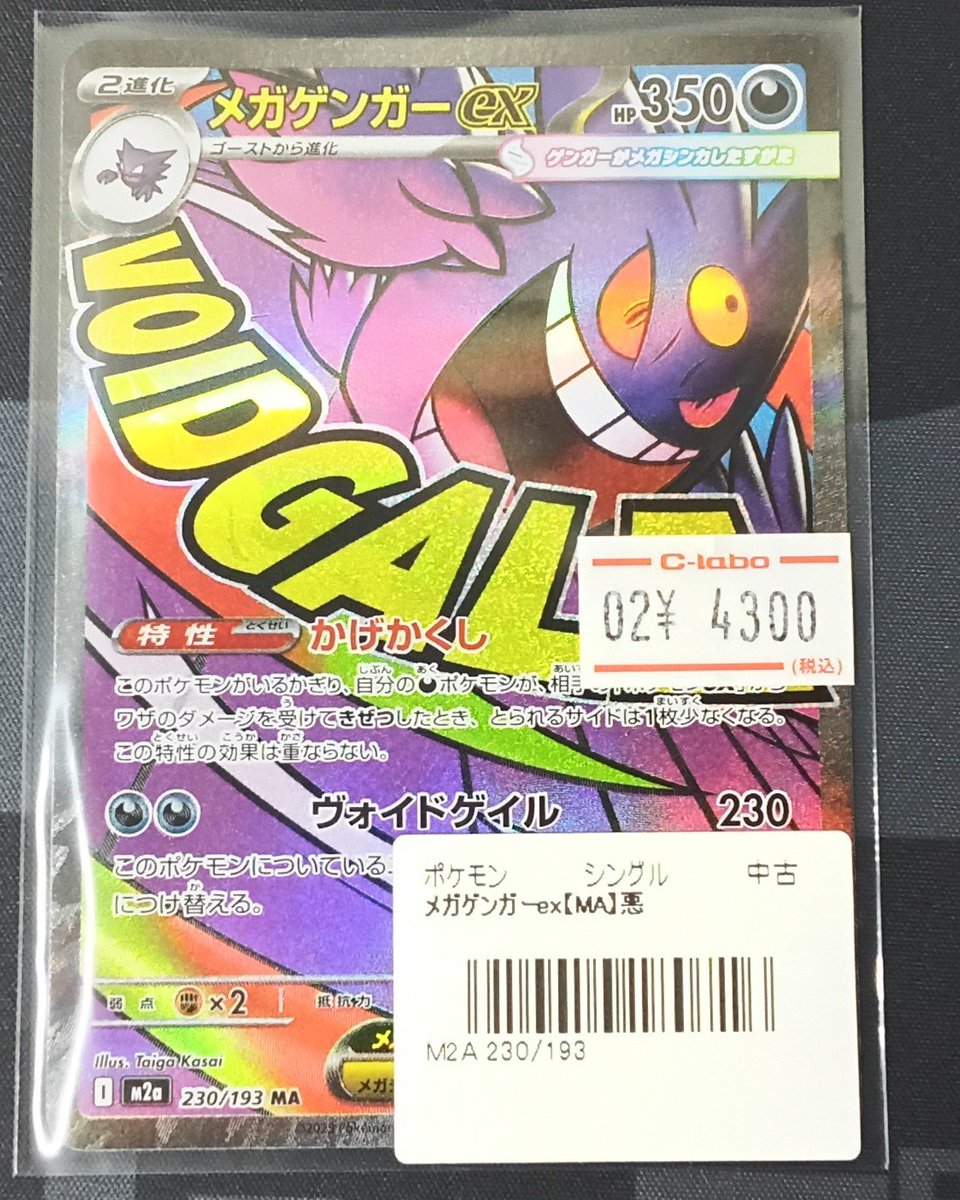 2進化
メガゲンガーex
HP350
ゴーストから進化
ゲンガーがメガシンカしたすがた
VOID GAL
C-labo
02¥ 4300
(税込)
特性 とくせい かげかくし
このポケモンがいるかぎり、自分の ポケモンが、相手の
ワザのダメージを受けてきぜつしたとき、とられるサイドは1枚少なくなる。
この特性の効果は重ならない。
ヴォイドゲイル 230
このポケモンについている
につけ替える。
ポケモン シングル 中古
メガゲンガーex【MA】悪
M2A 230/193
弱点 ×2 抵抗力
Illus. Taiga Kasai
I m2a 230/193 MA